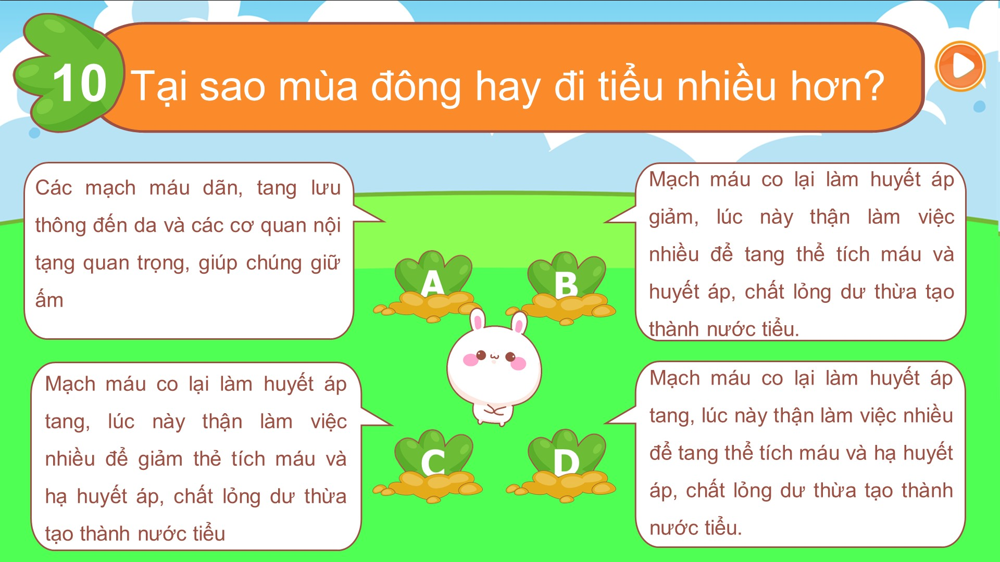 10 Tại sao mùa đông hay đi tiểu nhiều hơn?
Các mạch máu dãn, tang lưu
thông đến da và các cơ quan nội
tạng quan trọng, giúp chúng giữ
ấm
Mạch máu co lại làm huyết áp
giảm, lúc này thận làm việc
nhiều để tang thể tích máu và
huyết áp, chất lỏng dư thừa tạo
thành nước tiểu.
A
B
Mạch máu co lại làm huyết áp
tang, lúc này thận làm việc
nhiều để giảm thẻ tích máu và
hạ huyết áp, chất lỏng dư thừa
tạo thành nước tiểu
Mạch máu co lại làm huyết áp
tang, lúc này thận làm việc nhiều
để tang thể tích máu và hạ huyết
áp, chất lỏng dư thừa tạo thành
nước tiểu.
C
D